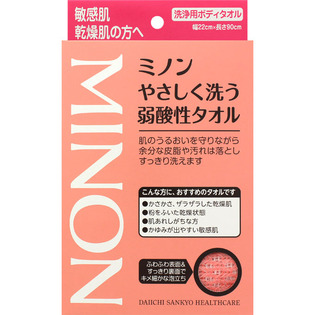 敏感肌
乾燥肌の方へ
洗浄用ボディタオル
幅22cm×長さ90cm
MINON
ミノン
やさしく洗う
弱酸性タオル
肌のうるおいを守りながら
余分な皮脂や汚れは落とし
すっきり洗えます
こんな方に、おすすめのタオルです
●かさかさ、ザラザラした乾燥肌
●粉をふいた乾燥状態
●肌あれしがちな方
●かゆみが出やすい敏感肌
ふわふわ表面&
すっきり裏面で
キメ細かな泡立ち
DAIICHI SANKYO HEALTHCARE